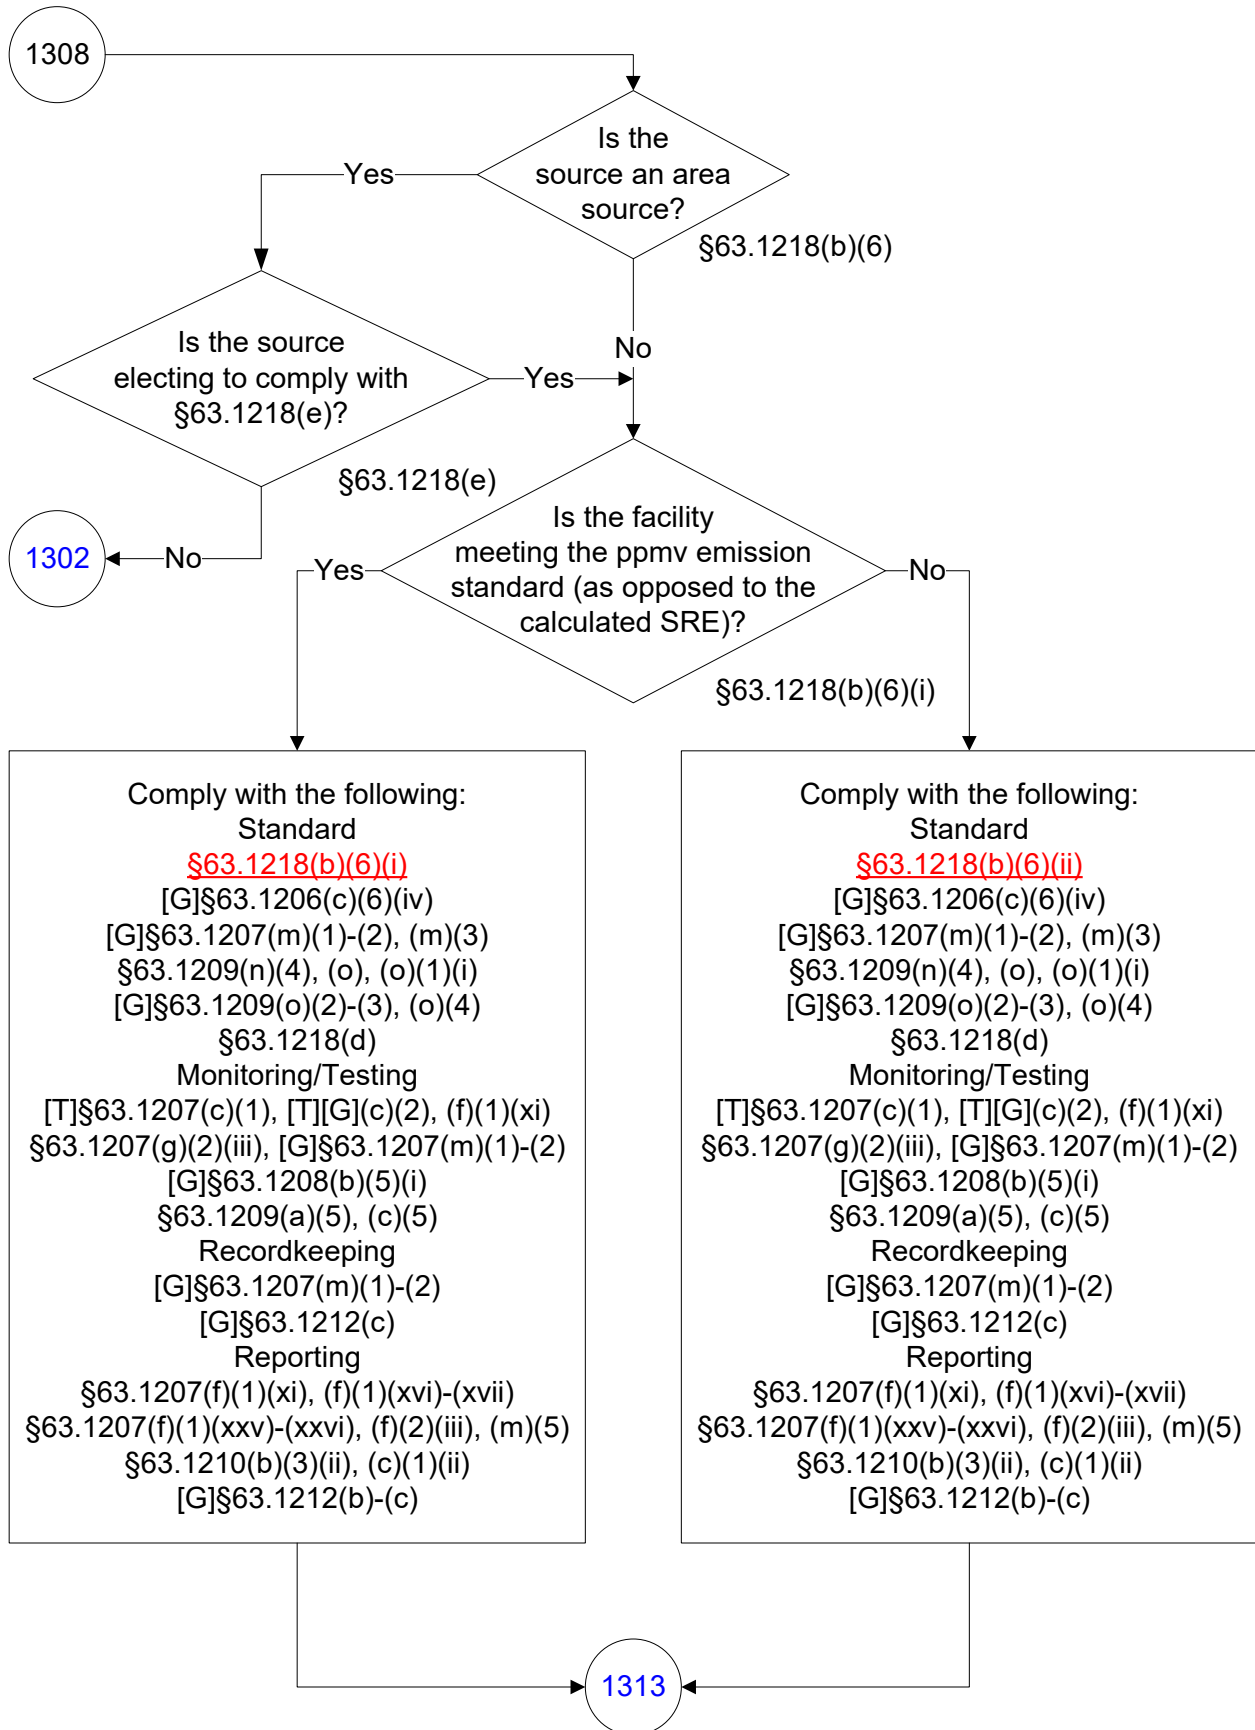 1308
Is the
source an area
source?
Yes
§63.1218(b)(6)
Is the source
electing to comply with
§63.1218(e)?
No
Yes
§63.1218(e)
1302
No
Is the facility
meeting the ppmv emission
standard (as opposed to the
calculated SRE)?
Yes
No
§63.1218(b)(6)(i)
Comply with the following:
Standard
§63.1218(b)(6)(i)
[G]§63.1206(c)(6)(iv)
[G]§63.1207(m)(1)-(2), (m)(3)
§63.1209(n)(4), (o), (o)(1)(i)
[G]§63.1209(o)(2)-(3), (o)(4)
§63.1218(d)
Monitoring/Testing
[T]§63.1207(c)(1), [T][G](c)(2), (f)(1)(xi)
§63.1207(g)(2)(iii), [G]§63.1207(m)(1)-(2)
[G]§63.1208(b)(5)(i)
§63.1209(a)(5), (c)(5)
Recordkeeping
[G]§63.1207(m)(1)-(2)
[G]§63.1212(c)
Reporting
§63.1207(f)(1)(xi), (f)(1)(xvi)-(xvii)
§63.1207(f)(1)(xxv)-(xxvi), (f)(2)(iii), (m)(5)
§63.1210(b)(3)(ii), (c)(1)(ii)
[G]§63.1212(b)-(c)
Comply with the following:
Standard
§63.1218(b)(6)(ii)
[G]§63.1206(c)(6)(iv)
[G]§63.1207(m)(1)-(2), (m)(3)
§63.1209(n)(4), (o), (o)(1)(i)
[G]§63.1209(o)(2)-(3), (o)(4)
§63.1218(d)
Monitoring/Testing
[T]§63.1207(c)(1), [T][G](c)(2), (f)(1)(xi)
§63.1207(g)(2)(iii), [G]§63.1207(m)(1)-(2)
[G]§63.1208(b)(5)(i)
§63.1209(a)(5), (c)(5)
Recordkeeping
[G]§63.1207(m)(1)-(2)
[G]§63.1212(c)
Reporting
§63.1207(f)(1)(xi), (f)(1)(xvi)-(xvii)
§63.1207(f)(1)(xxv)-(xxvi), (f)(2)(iii), (m)(5)
§63.1210(b)(3)(ii), (c)(1)(ii)
[G]§63.1212(b)-(c)
1313